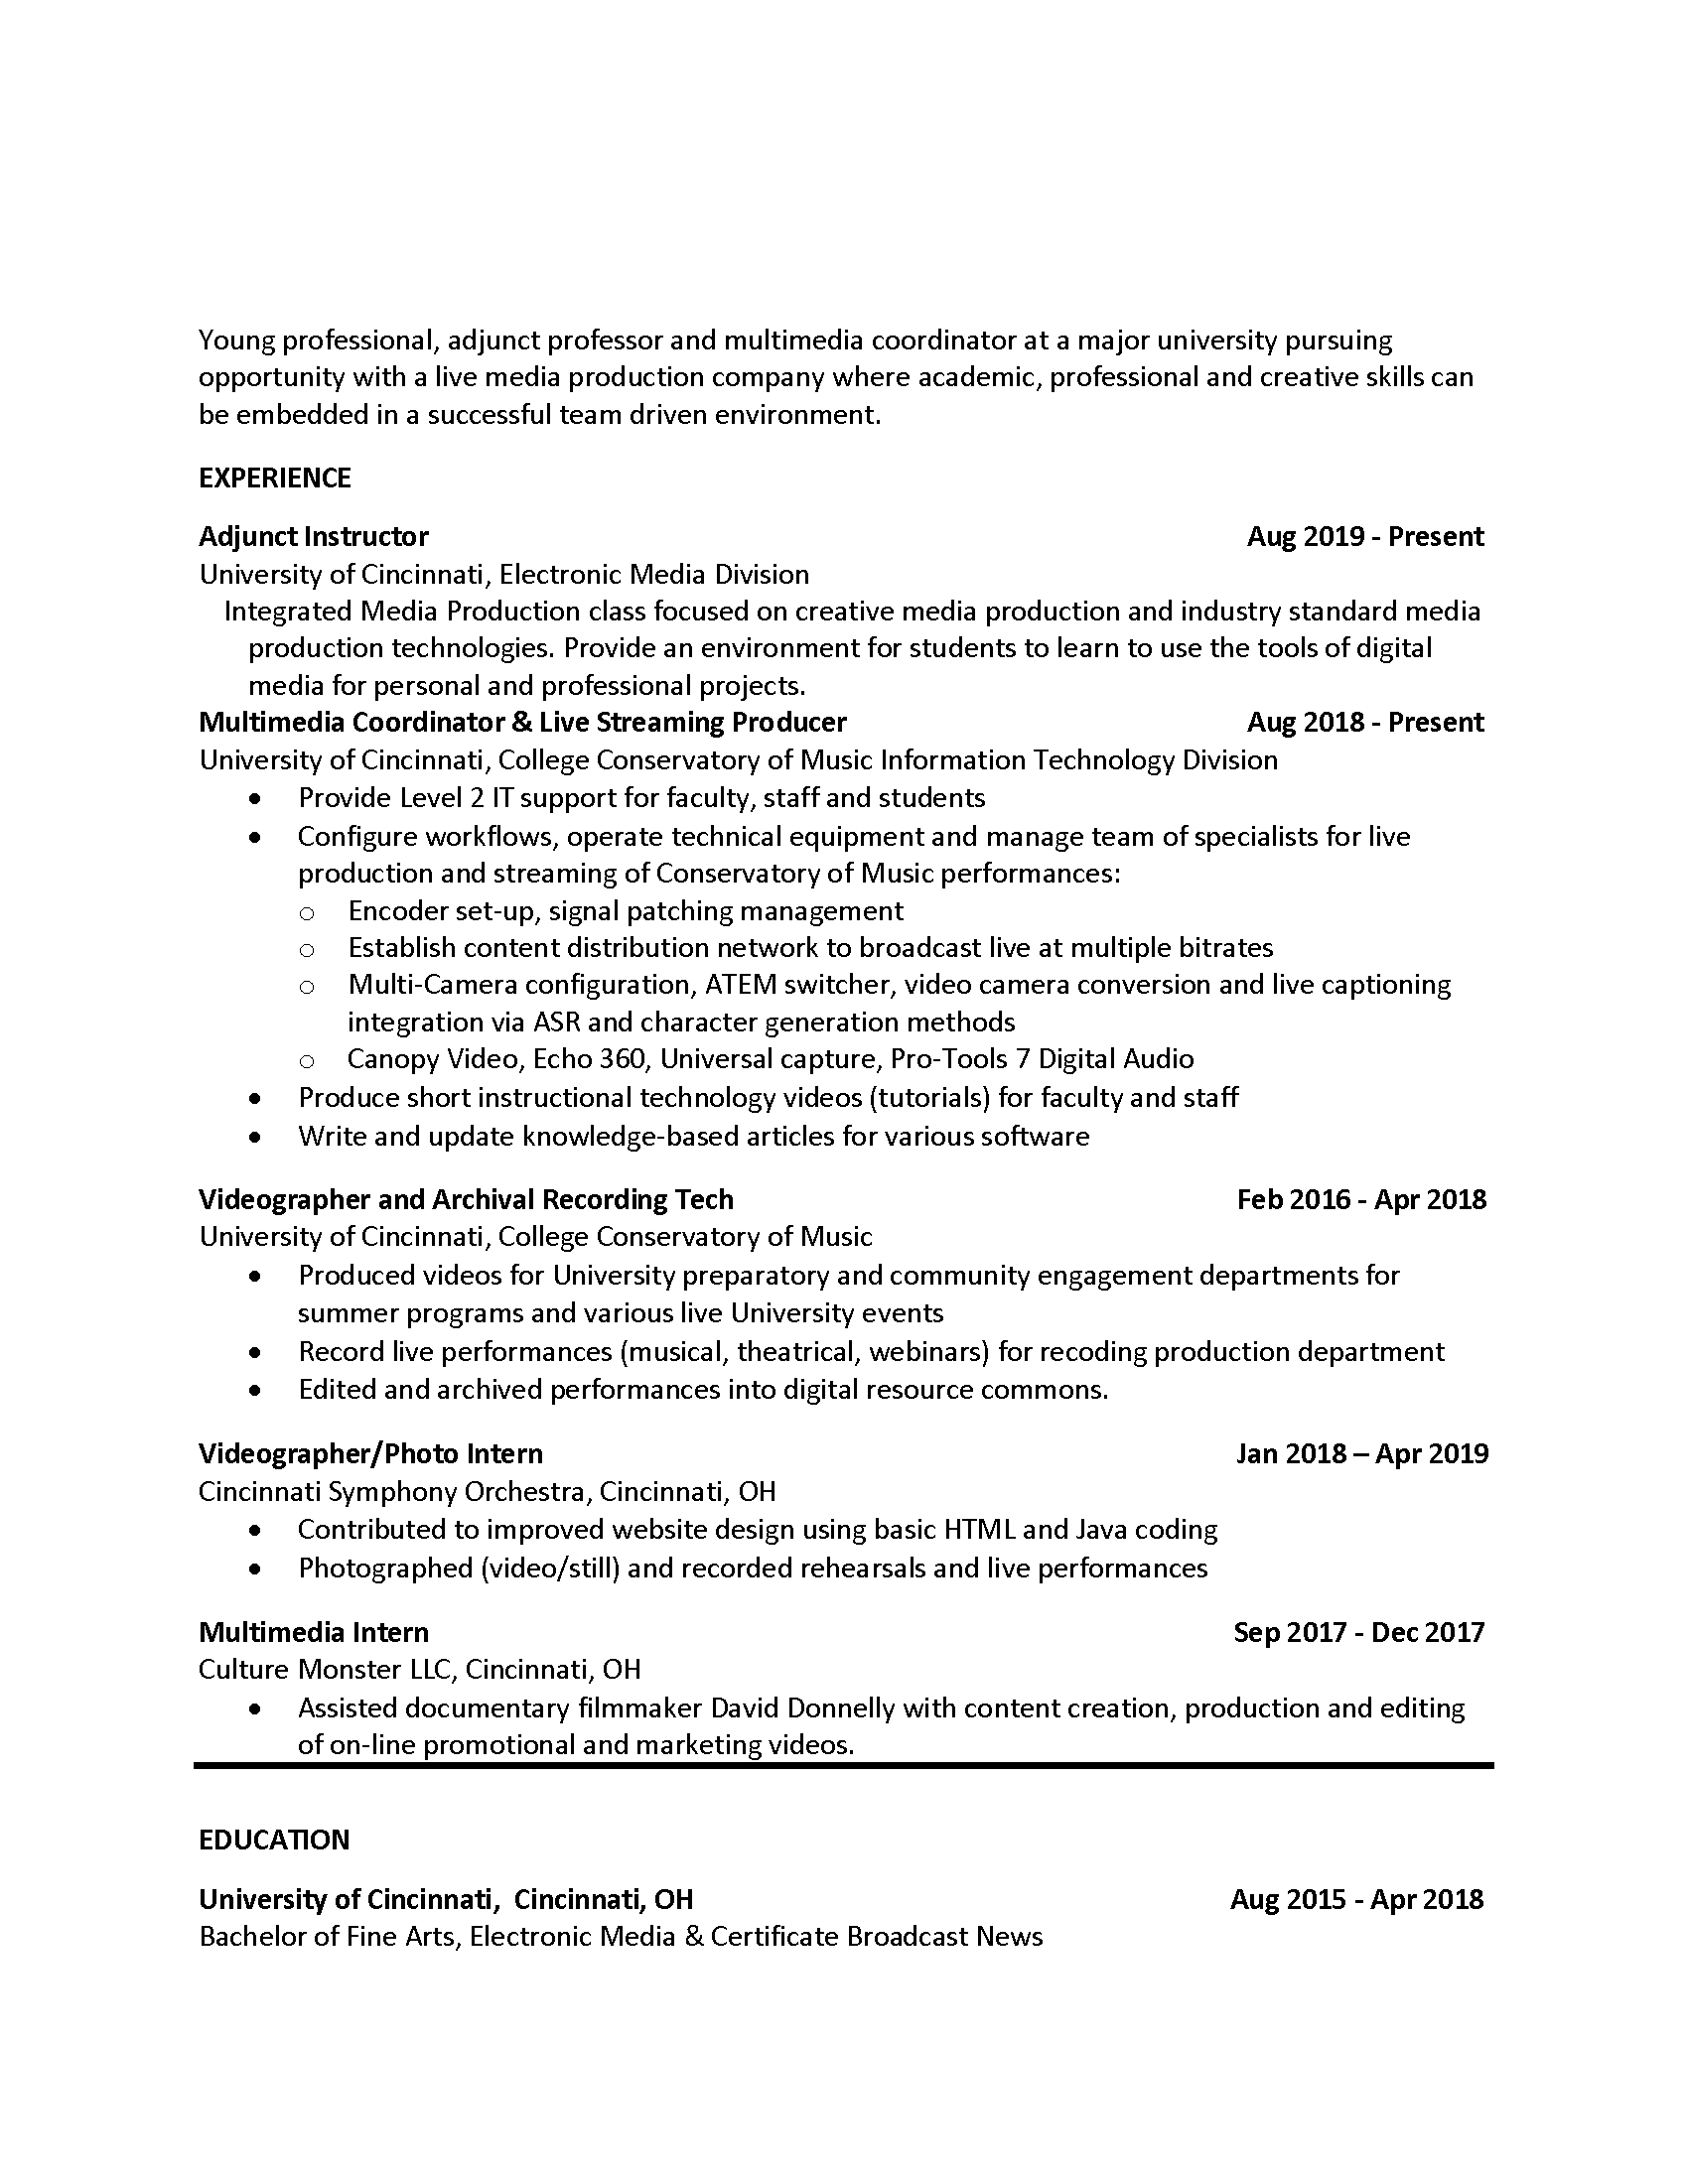 Young professional, adjunct professor and multimedia coordinator at a major university pursuing
opportunity with a live media production company where academic, professional and creative skills can
be embedded in a successful team driven environment.
EXPERIENCE
Adjunct Instructor Aug 2019 - Present
University of Cincinnati, Electronic Media Division
Integrated Media Production class focused on creative media production and industry standard media
production technologies. Provide an environment for students to learn to use the tools of digital
media for personal and professional projects.
Multimedia Coordinator & Live Streaming Producer Aug 2018 - Present
University of Cincinnati, College Conservatory of Music Information Technology Division
• Provide Level 2 IT support for faculty, staff and students
• Configure workflows, operate technical equipment and manage team of specialists for live
production and streaming of Conservatory of Music performances:
o Encoder set-up, signal patching management
o Establish content distribution network to broadcast live at multiple bitrates
o Multi-Camera configuration, ATEM switcher, video camera conversion and live captioning
integration via ASR and character generation methods
o Canopy Video, Echo 360, Universal capture, Pro-Tools 7 Digital Audio
• Produce short instructional technology videos (tutorials) for faculty and staff
• Write and update knowledge-based articles for various software
Videographer and Archival Recording Tech Feb 2016 - Apr 2018
University of Cincinnati, College Conservatory of Music
• Produced videos for University preparatory and community engagement departments for
summer programs and various live University events
• Record live performances (musical, theatrical, webinars) for recoding production department
• Edited and archived performances into digital resource commons.
Videographer/Photo Intern Jan 2018 – Apr 2019
Cincinnati Symphony Orchestra, Cincinnati, OH
• Contributed to improved website design using basic HTML and Java coding
• Photographed (video/still) and recorded rehearsals and live performances
Multimedia Intern Sep 2017 - Dec 2017
Culture Monster LLC, Cincinnati, OH
• Assisted documentary filmmaker David Donnelly with content creation, production and editing
of on-line promotional and marketing videos.
EDUCATION
University of Cincinnati, Cincinnati, OH Aug 2015 - Apr 2018
Bachelor of Fine Arts, Electronic Media & Certificate Broadcast News